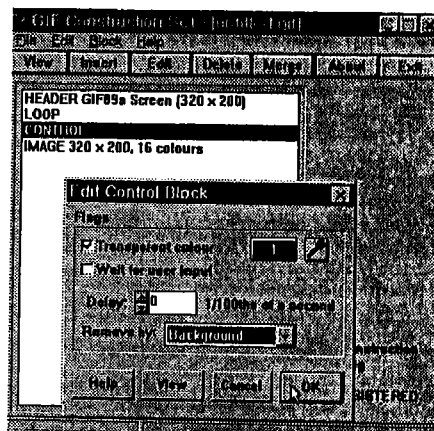 GIF Construction Set - [untitled]
File Edit Block Help
View Insert Edit Delete Merge About Exit
HEADER GIF89a Screen (320 x 200)
LOOP
CONTROL
IMAGE 320 x 200, 16 colours
Edit Control Block
Flags
Transparent colour 1
Wait for user input
Delay: 0 1/100ths of a second
Remove by: Background
Help View Cancel OK